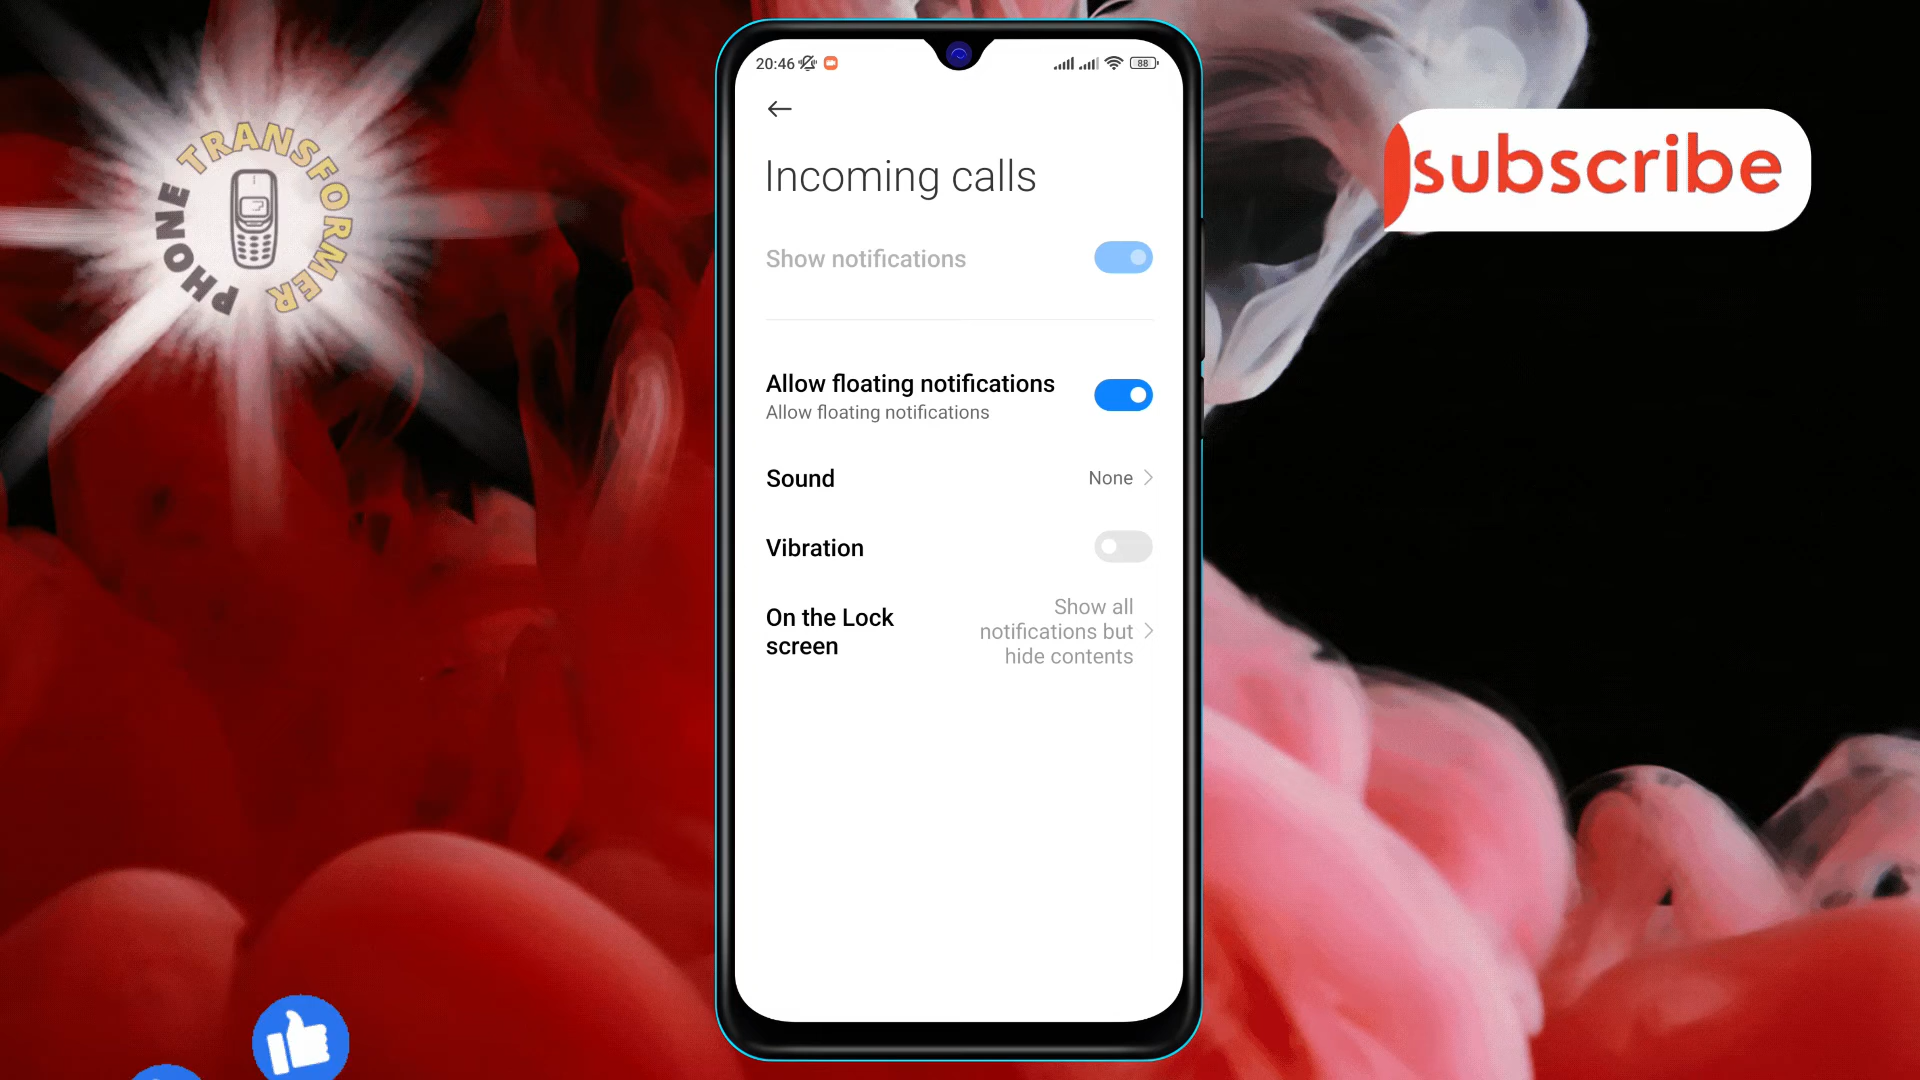 PHONE TRANSFORMER
20:46
88
Incoming calls
Show notifications
Allow floating notifications
Allow floating notifications
Sound
None
Vibration
On the Lock
screen
Show all
notifications but
hide contents
subscribe